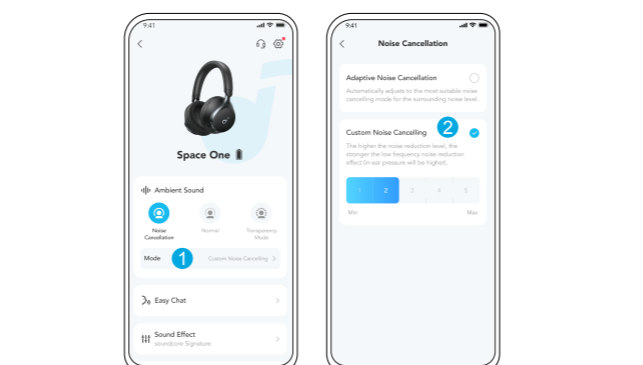 9:41
Space One
Ambient Sound
Noise
Cancellation
Normal
Transparency
Mode
Mode
1
Custom Noise Cancelling
Easy Chat
Sound Effect
soundcore Signature
9:41
Noise Cancellation
Adaptive Noise Cancellation
Automatically adjusts to the most suitable noise
cancelling mode for the surrounding noise level.
Custom Noise Cancelling
2
The higher the noise reduction level, the
stronger the low frequency noise reduction
effect (in-ear pressure will be higher).
1 2 3 4 5
Min Max